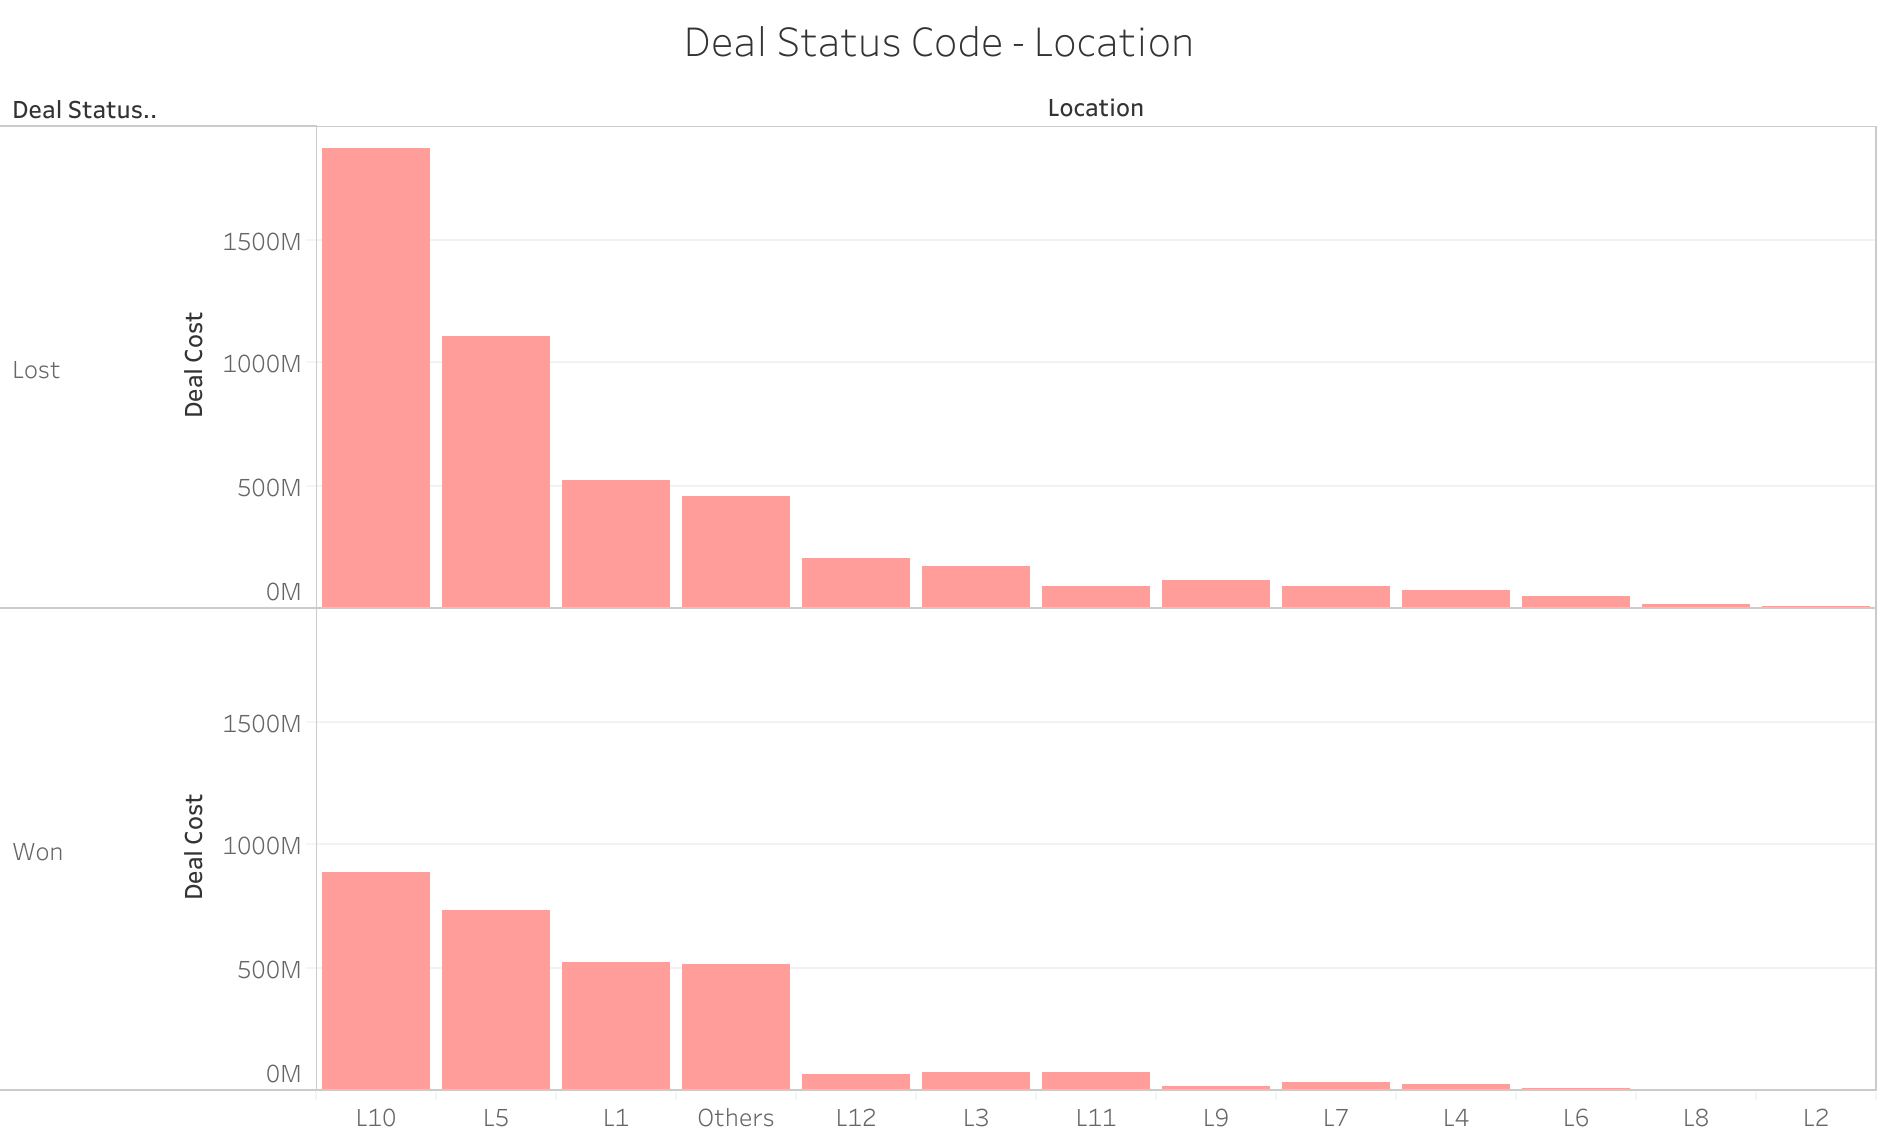 Deal Status Code - Location
Deal Status..
Location
Lost
Deal Cost
1500M
1000M
500M
0M
Won
Deal Cost
1500M
1000M
500M
0M
L10 L5 L1 Others L12 L3 L11 L9 L7 L4 L6 L8 L2